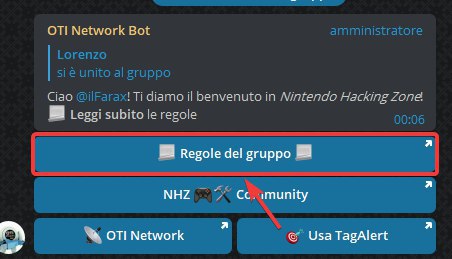 OTI Network Bot amministratore
Lorenzo
si è unito al gruppo
Ciao @ilFarax! Ti diamo il benvenuto in Nintendo Hacking Zone!
Leggi subito le regole
00:06
Regole del gruppo
NHZ Community
OTI Network
Usa TagAlert